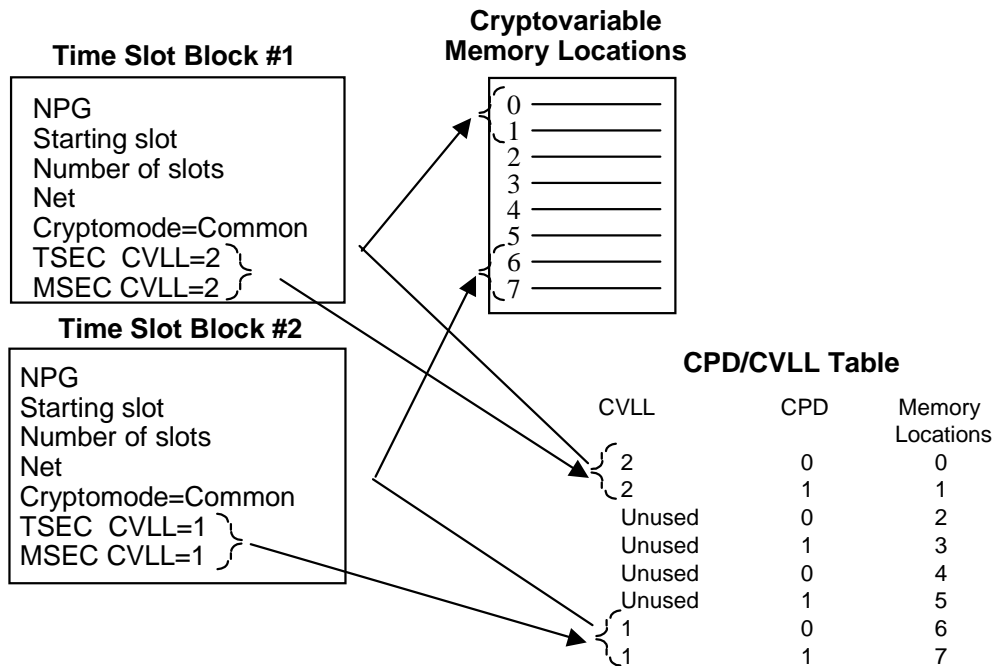 Time Slot Block #1
NPG
Starting slot
Number of slots
Net
Cryptomode=Common
TSEC CVLL=2
MSEC CVLL=2
Cryptovariable
Memory Locations
0
1
2
3
4
5
6
7
Time Slot Block #2
NPG
Starting slot
Number of slots
Net
Cryptomode=Common
TSEC CVLL=1
MSEC CVLL=1
CPD/CVLL Table
CVLL CPD Memory
Locations
2 0 0
2 1 1
Unused 0 2
Unused 1 3
Unused 0 4
Unused 1 5
1 0 6
1 1 7